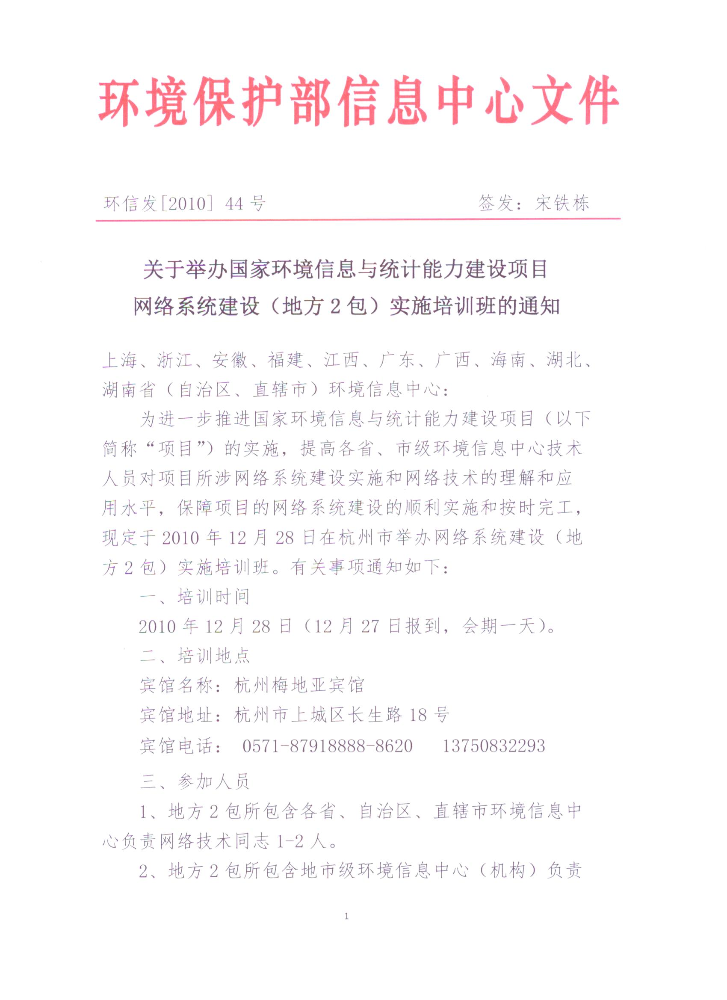 环境保护部信息中心文件
环信发[2010] 44 号 签发：宋铁栋
关于举办国家环境信息与统计能力建设项目
网络系统建设（地方 2 包）实施培训班的通知
上海、浙江、安徽、福建、江西、广东、广西、海南、湖北、
湖南省（自治区、直辖市）环境信息中心：
为进一步推进国家环境信息与统计能力建设项目（以下
简称“项目”）的实施，提高各省、市级环境信息中心技术
人员对项目所涉网络系统建设实施和网络技术的理解和应
用水平，保障项目的网络系统建设的顺利实施和按时完工，
现定于 2010 年 12 月 28 日在杭州市举办网络系统建设（地
方 2 包）实施培训班。有关事项通知如下：
一、培训时间
2010 年 12 月 28 日（12 月 27 日报到，会期一天）。
二、培训地点
宾馆名称：杭州梅地亚宾馆
宾馆地址：杭州市上城区长生路 18 号
宾馆电话： 0571-87918888-8620 13750832293
三、参加人员
1、地方 2 包所包含各省、自治区、直辖市环境信息中
心负责网络技术同志 1-2 人。
2、地方 2 包所包含地市级环境信息中心（机构）负责
1